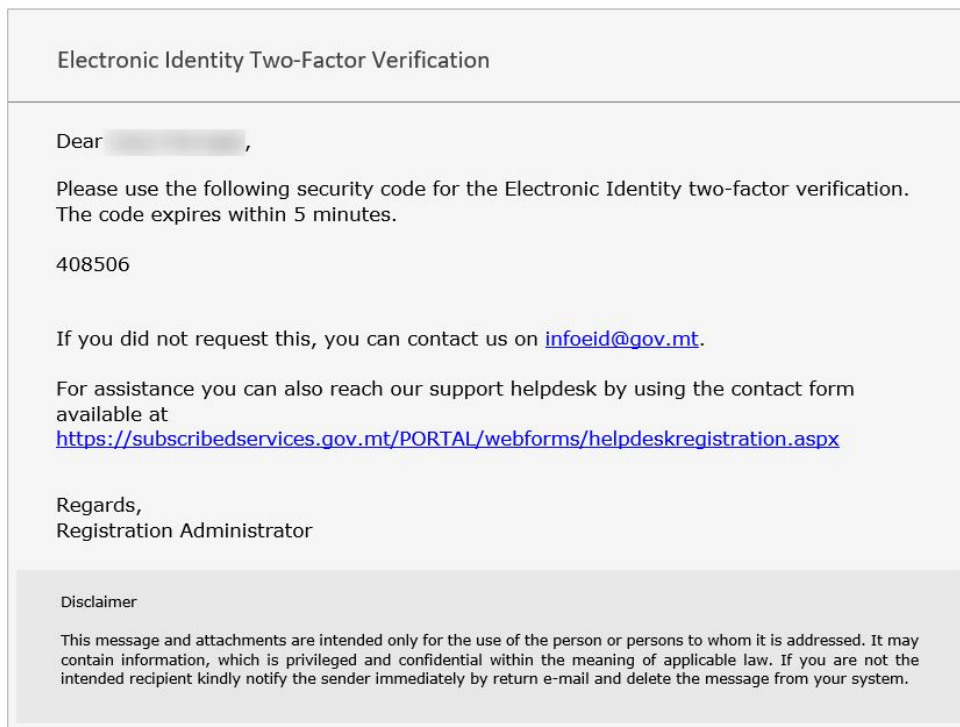 Electronic Identity Two-Factor Verification
Dear ,
Please use the following security code for the Electronic Identity two-factor verification.
The code expires within 5 minutes.
408506
If you did not request this, you can contact us on infoeid@gov.mt.
For assistance you can also reach our support helpdesk by using the contact form
available at
https://subscribedservices.gov.mt/PORTAL/webforms/helpdeskregistration.aspx
Regards,
Registration Administrator
Disclaimer
This message and attachments are intended only for the use of the person or persons to whom it is addressed. It may
contain information, which is privileged and confidential within the meaning of applicable law. If you are not the
intended recipient kindly notify the sender immediately by return e-mail and delete the message from your system.